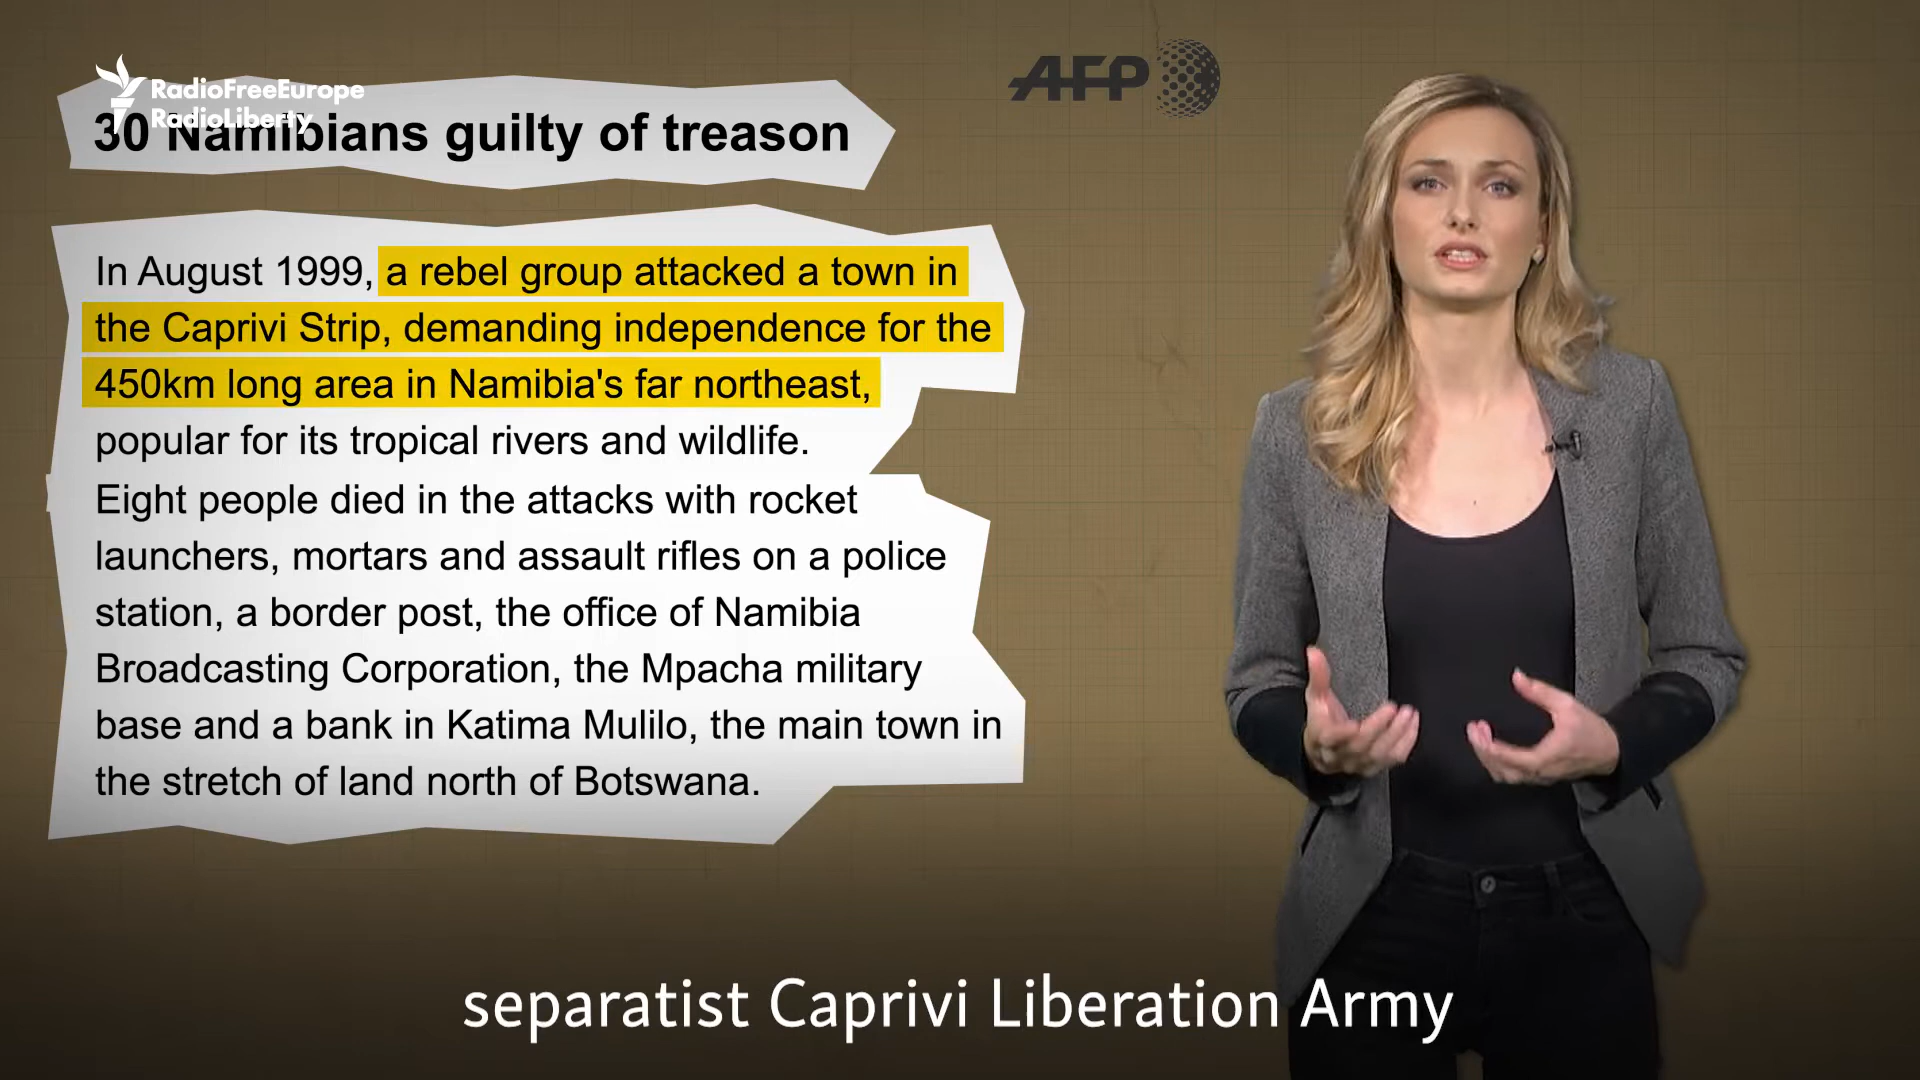 RadioFreeEurope
RadioLiberty
AFP
30 Namibians guilty of treason
In August 1999, a rebel group attacked a town in
the Caprivi Strip, demanding independence for the
450km long area in Namibia's far northeast,
popular for its tropical rivers and wildlife.
Eight people died in the attacks with rocket
launchers, mortars and assault rifles on a police
station, a border post, the office of Namibia
Broadcasting Corporation, the Mpacha military
base and a bank in Katima Mulilo, the main town in
the stretch of land north of Botswana.
separatist Caprivi Liberation Army